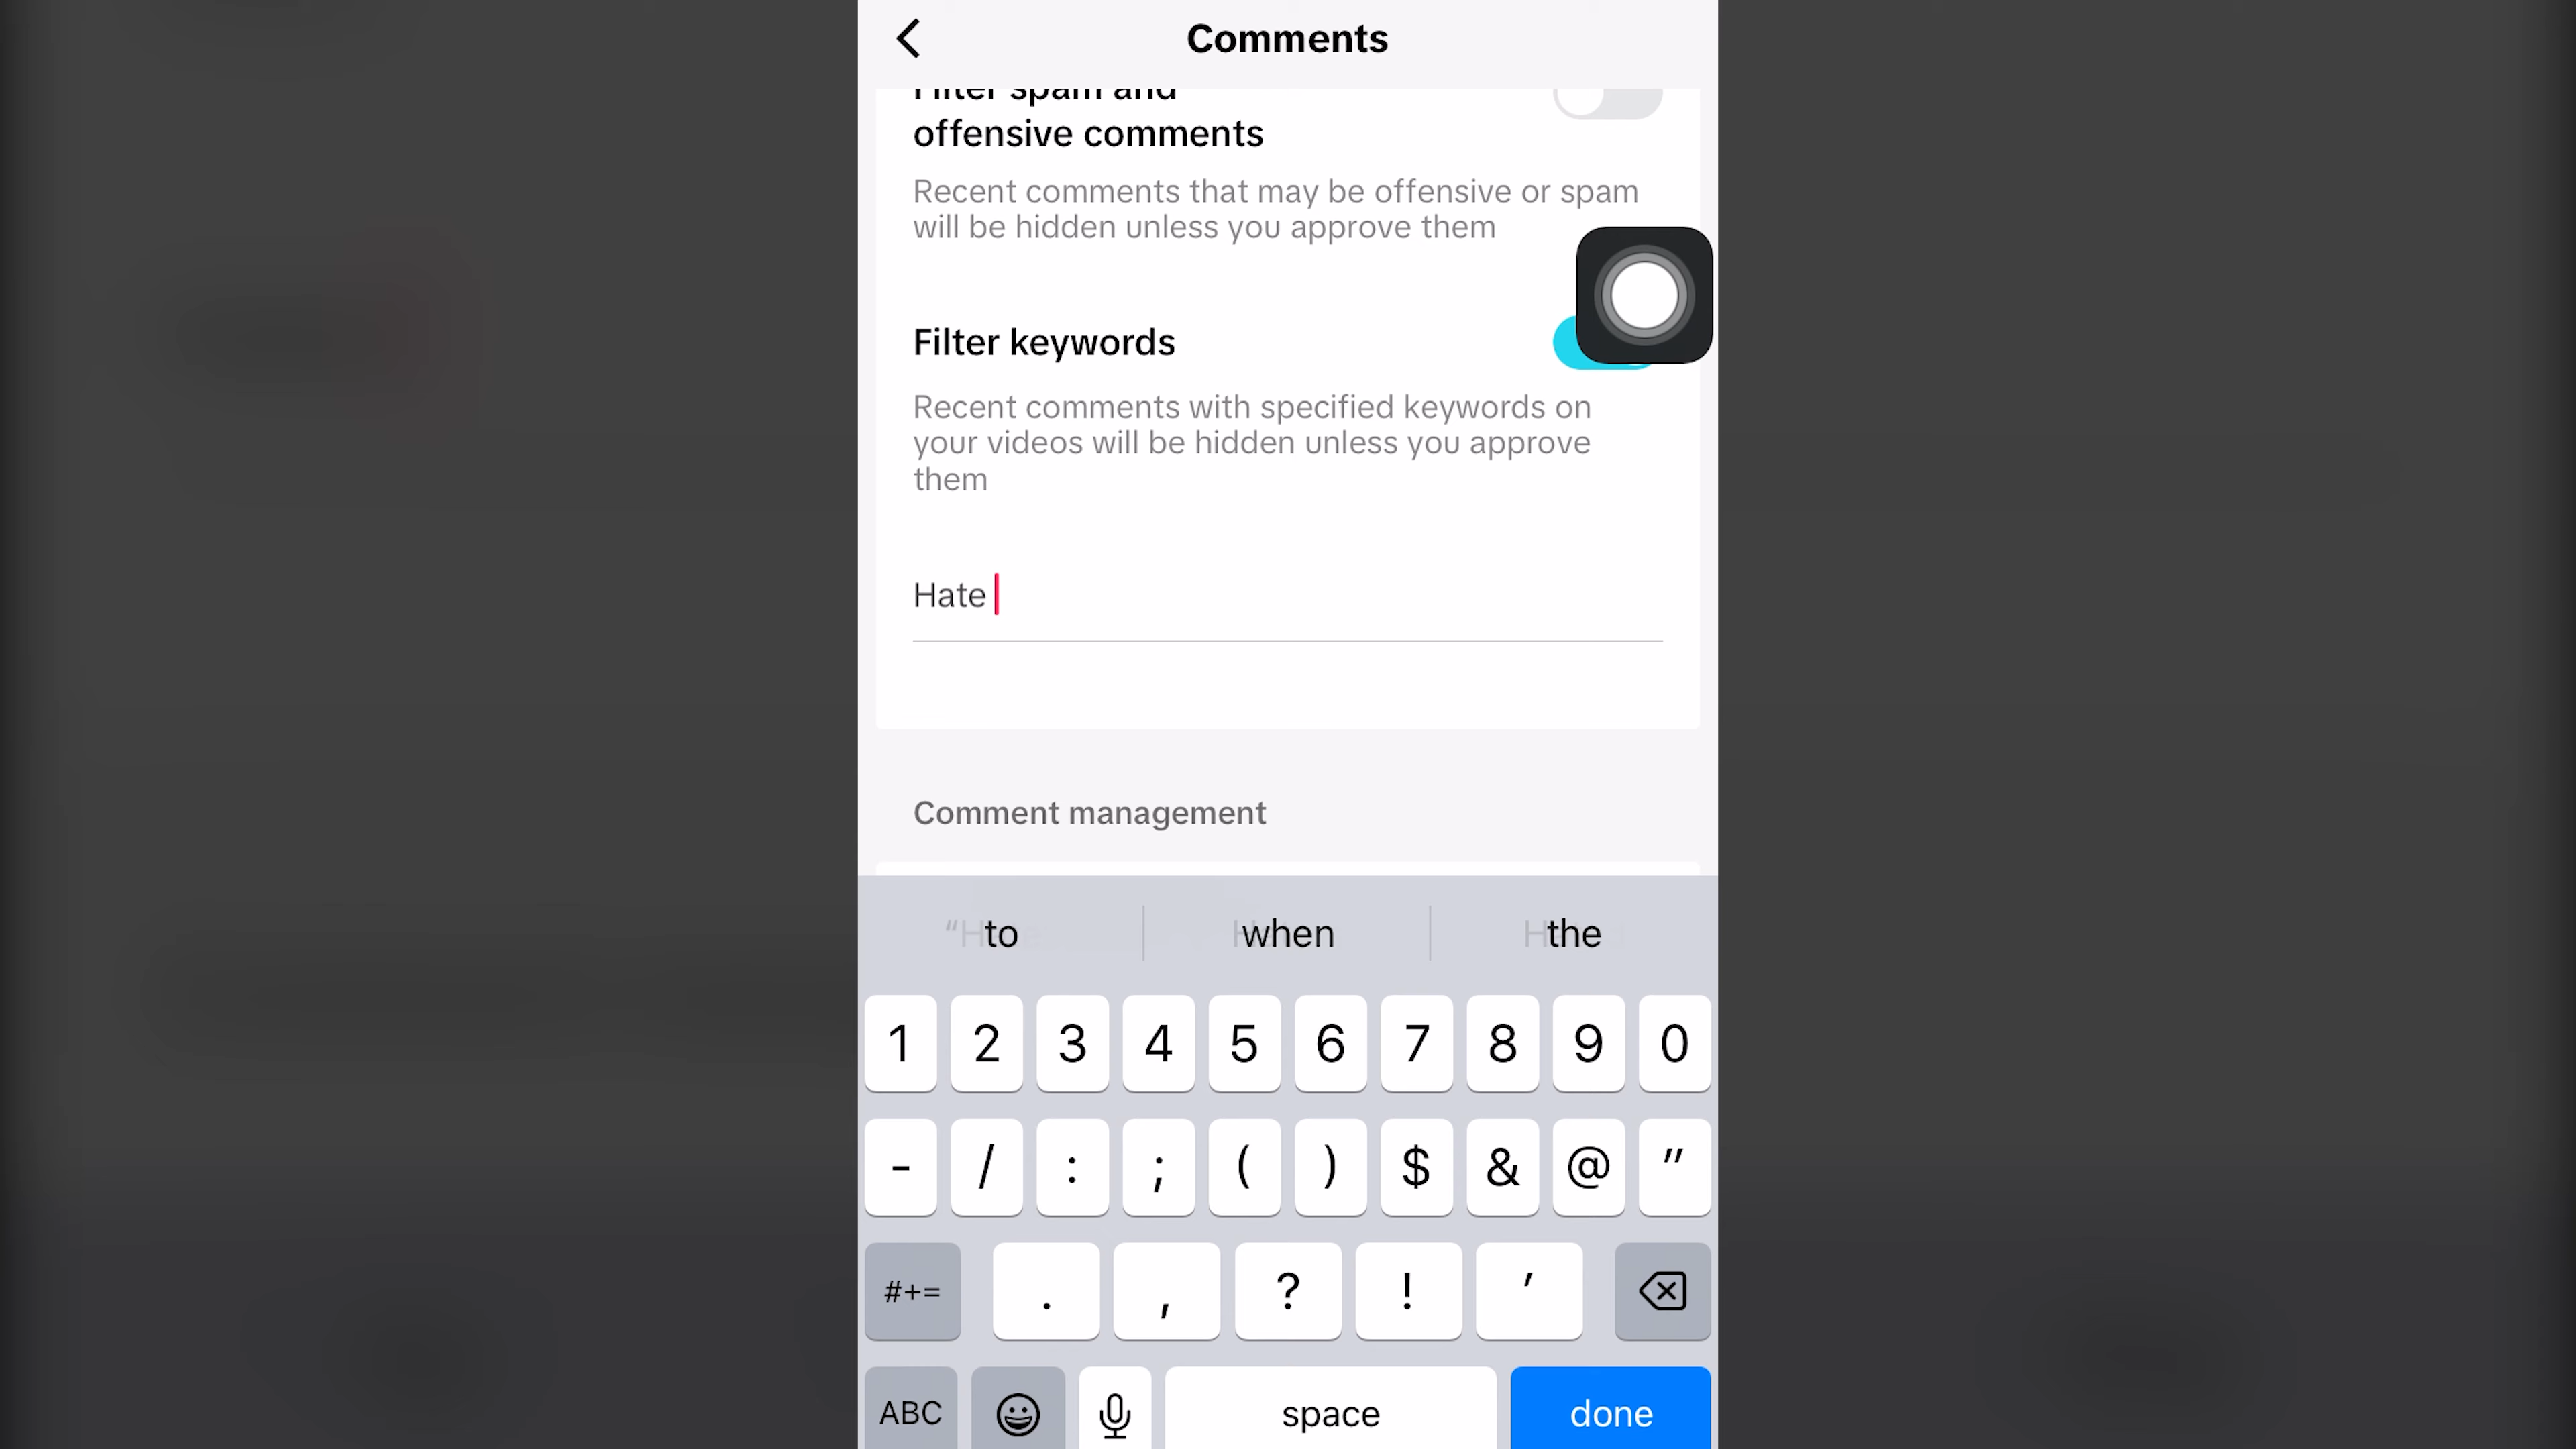 Comments
Filter spam and
offensive comments
Recent comments that may be offensive or spam
will be hidden unless you approve them
Filter keywords
Recent comments with specified keywords on
your videos will be hidden unless you approve
them
Hate
Comment management
to when the
1 2 3 4 5 6 7 8 9 0
- / : ; ( ) $ & @ "
#+= . , ? ! '
ABC space done